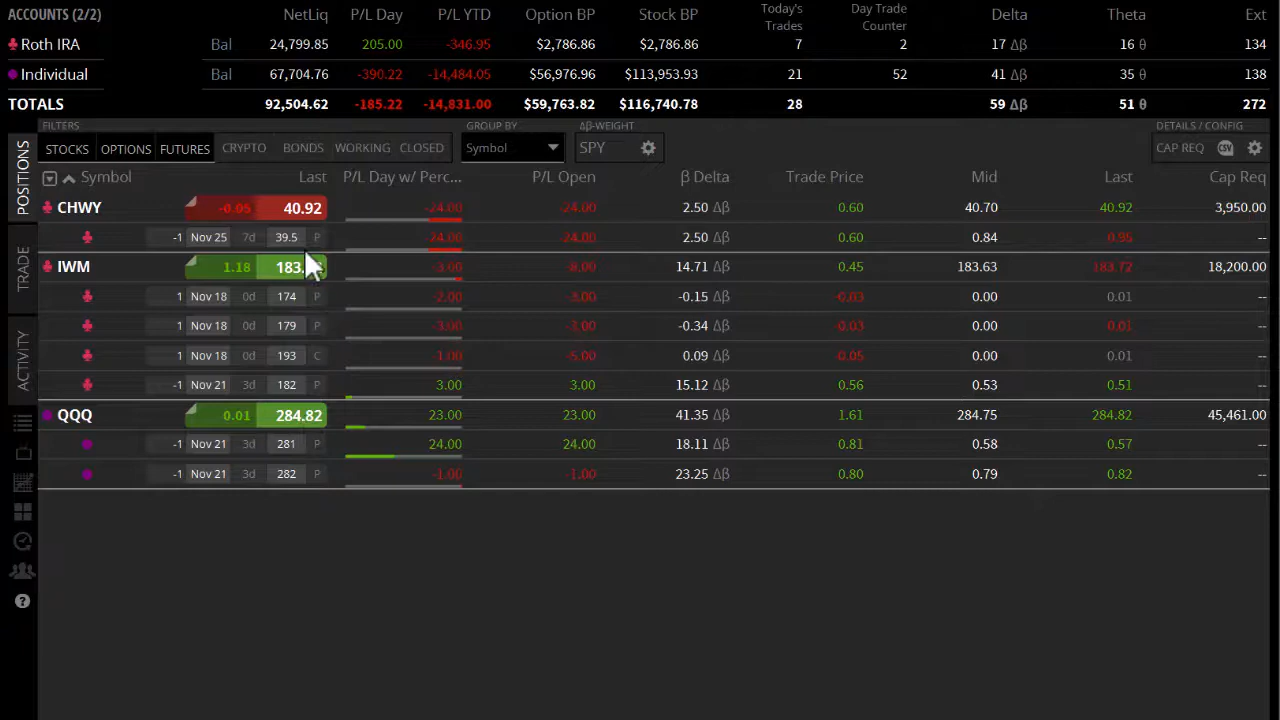 ACCOUNTS (2/2) NetLiq P/L Day P/L YTD Option BP Stock BP Today's Trades Day Trade Counter Delta Theta Ext
Roth IRA Bal 24,799.85 205.00 -346.95 $2,786.86 $2,786.86 7 2 17 Δβ 16 θ 134
Individual Bal 67,704.76 -390.22 -14,484.05 $56,976.96 $113,953.93 21 52 41 Δβ 35 θ 138
TOTALS 92,504.62 -185.22 -14,831.00 $59,763.82 $116,740.78 28 59 Δβ 51 θ 272
FILTERS GROUP BY Δβ-WEIGHT DETAILS / CONFIG
STOCKS OPTIONS FUTURES CRYPTO BONDS WORKING CLOSED Symbol SPY CAP REQ CSV
POSITIONS
TRADE
ACTIVITY
Symbol Last P/L Day w/ Perc... P/L Open β Delta Trade Price Mid Last Cap Req
CHWY -0.05 40.92 -24.00 -24.00 2.50 Δβ 0.60 40.70 40.92 3,950.00
-1 Nov 25 7d 39.5 P -24.00 -24.00 2.50 Δβ 0.60 0.84 0.95 --
IWM 1.18 183. -3.00 -8.00 14.71 Δβ 0.45 183.63 183.72 18,200.00
1 Nov 18 0d 174 P -2.00 -3.00 -0.15 Δβ -0.03 0.00 0.01 --
1 Nov 18 0d 179 P -3.00 -3.00 -0.34 Δβ -0.03 0.00 0.01 --
1 Nov 18 0d 193 C -1.00 -5.00 0.09 Δβ -0.05 0.00 0.01 --
-1 Nov 21 3d 182 P 3.00 3.00 15.12 Δβ 0.56 0.53 0.51 --
QQQ 0.01 284.82 23.00 23.00 41.35 Δβ 1.61 284.75 284.82 45,461.00
-1 Nov 21 3d 281 P 24.00 24.00 18.11 Δβ 0.81 0.58 0.57 --
-1 Nov 21 3d 282 P -1.00 -1.00 23.25 Δβ 0.80 0.79 0.82 --